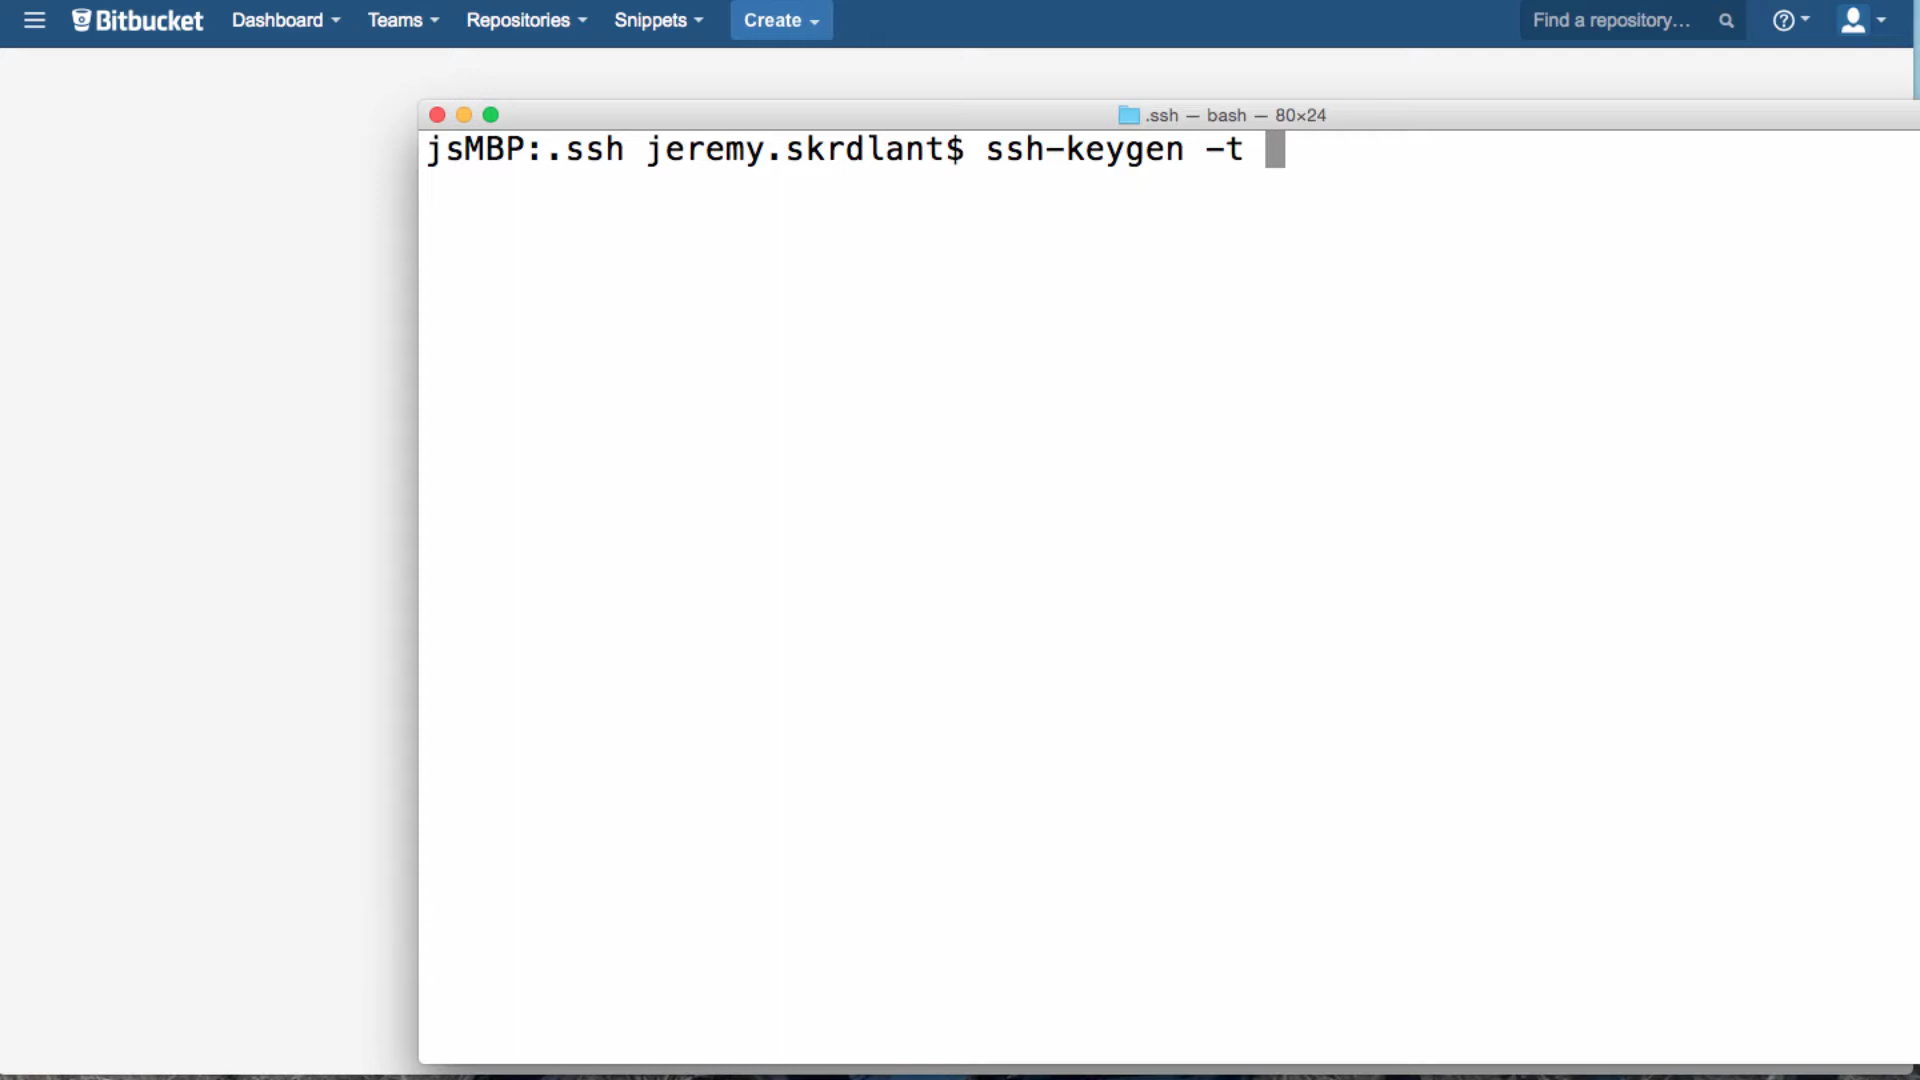 Bitbucket Dashboard Teams Repositories Snippets Create Find a repository...
.ssh — bash — 80×24
jsMBP:.ssh jeremy.skrdlant$ ssh-keygen -t